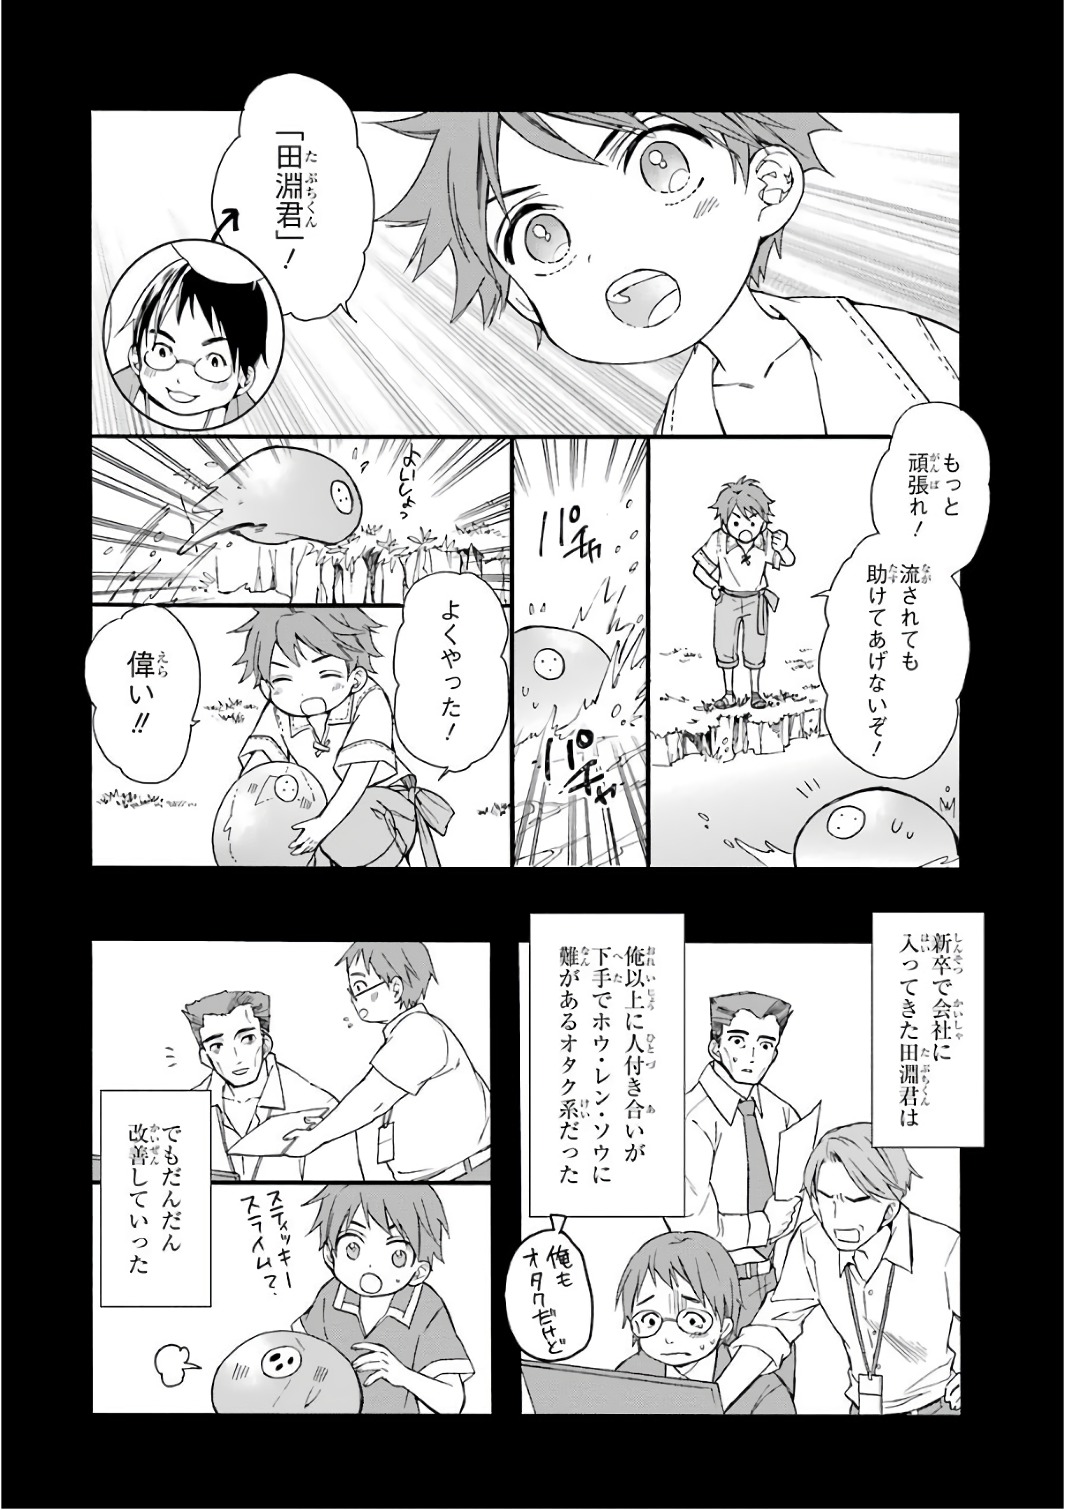 「田淵君」！
もっと
頑張れ！
流されても
助けてあげないぞ！
パチャ
パチャ
よいしょっ
よくやった！
偉い!!
新卒で会社に
入ってきた田淵君は
俺以上に人付き合いが
下手でホウ・レン・ソウに
難があるオタク系だった
俺も
オタクだけど
でもだんだん
改善していった
スティッキー
スライム？